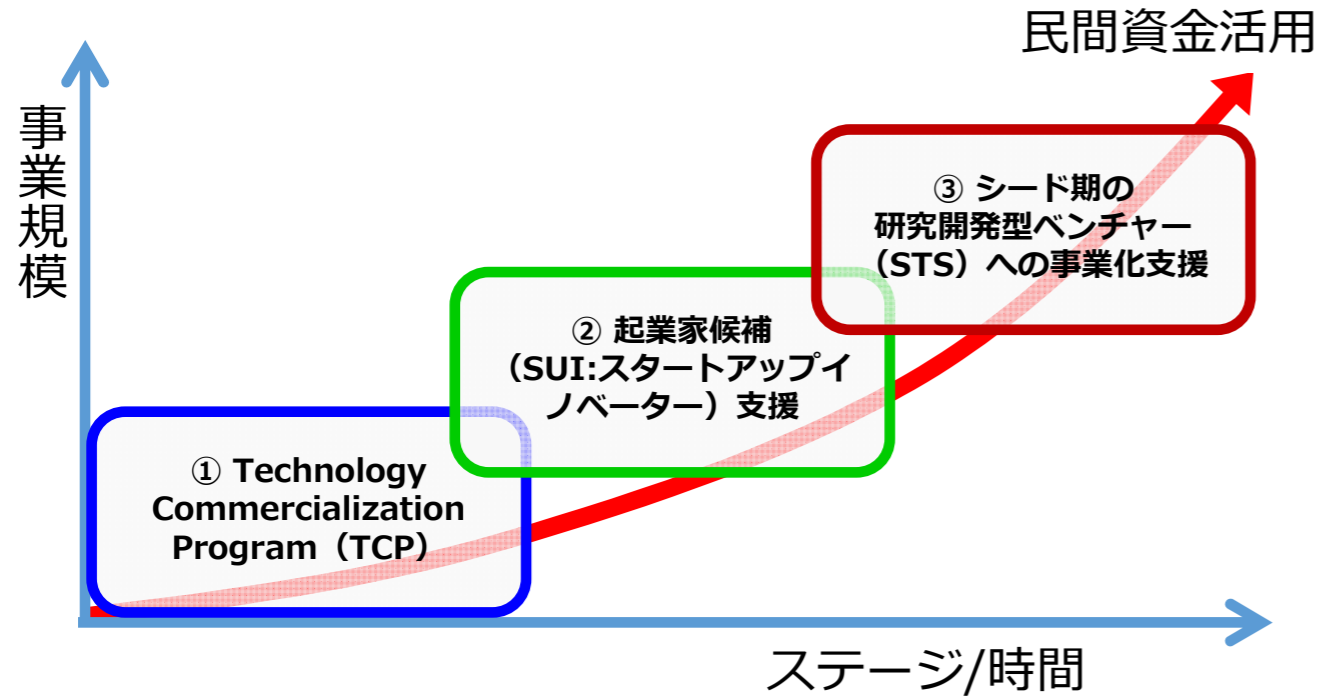 民間資金活用
事業規模
③ シード期の
研究開発型ベンチャー
（STS）への事業化支援
② 起業家候補
（SUI:スタートアップイ
ノベーター）支援
① Technology
Commercialization
Program（TCP）
ステージ/時間